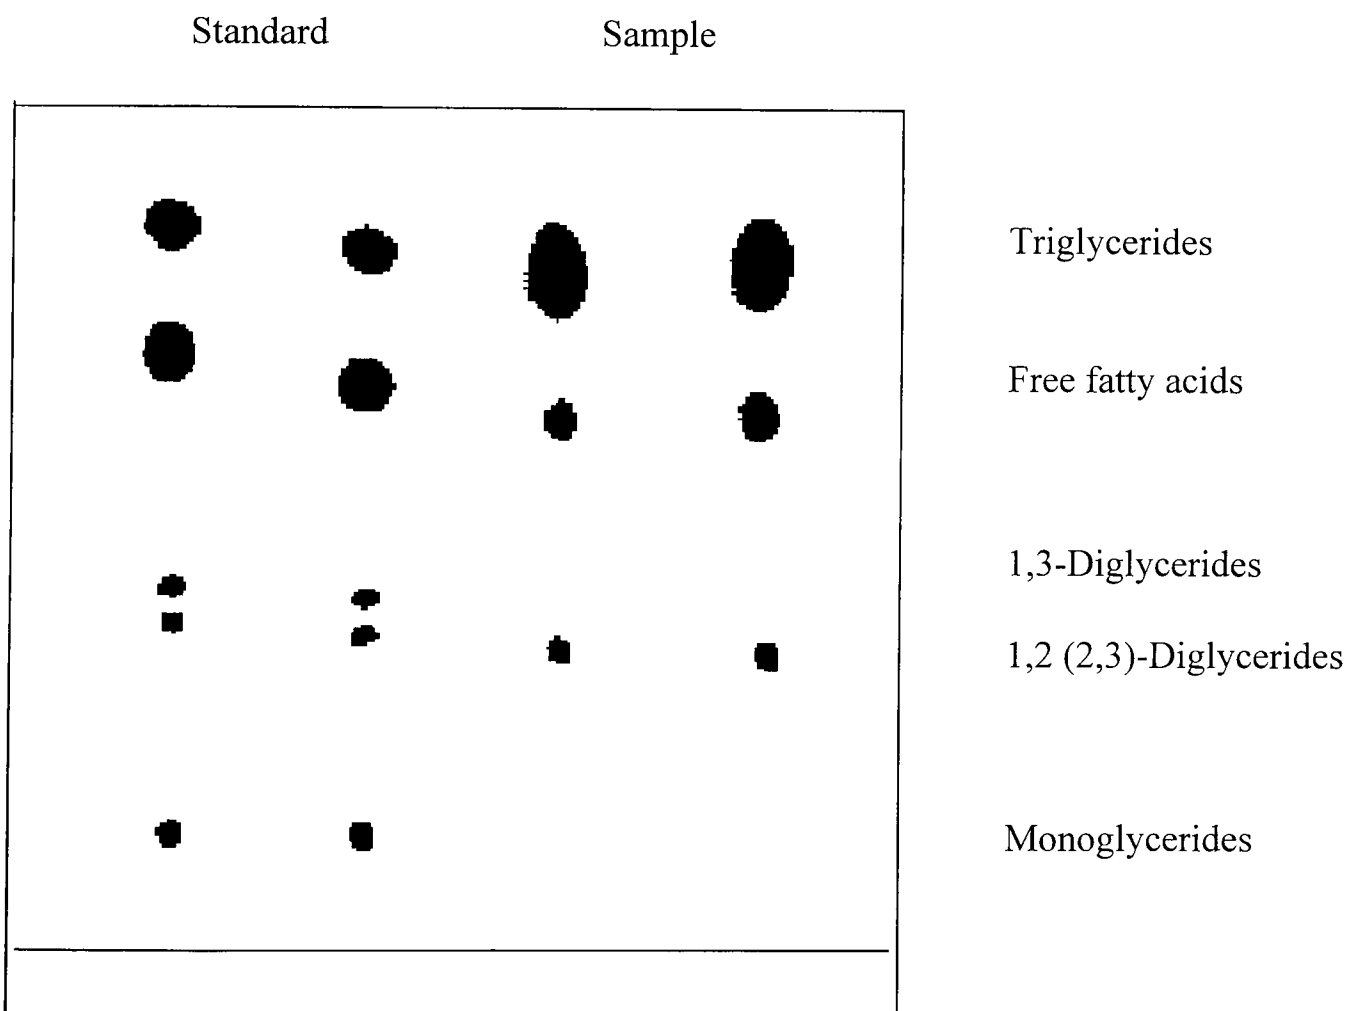 Standard Sample
Triglycerides
Free fatty acids
1,3-Diglycerides
1,2 (2,3)-Diglycerides
Monoglycerides